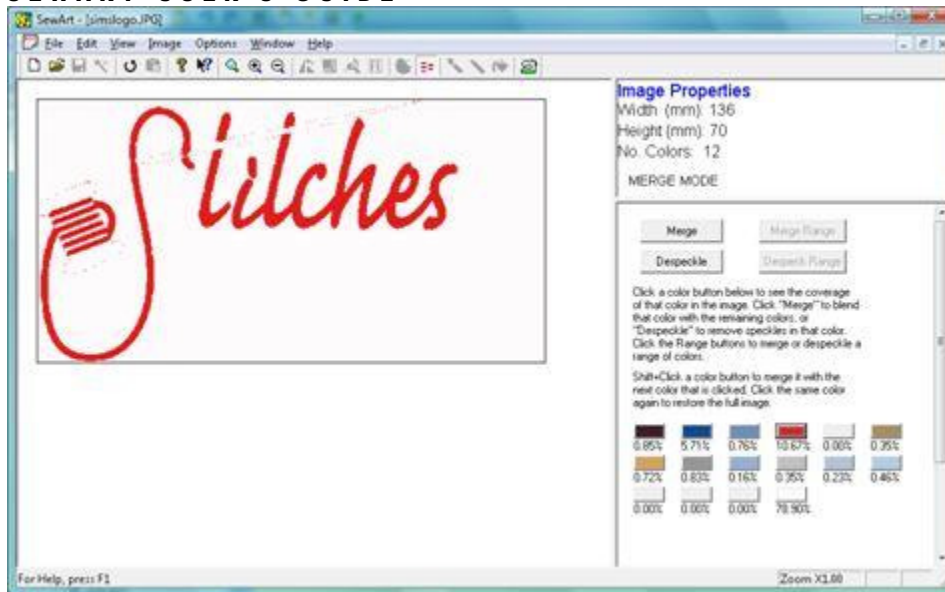 SewArt - [simslogo.JPG]
File Edit View Image Options Window Help
Stitches
Image Properties
Width (mm): 136
Height (mm): 70
No. Colors: 12
MERGE MODE
Merge Merge Range
Despeckle Despeckle Range
Click a color button below to see the coverage
of that color in the image. Click "Merge" to blend
that color with the remaining colors, or
"Despeckle" to remove speckles in that color.
Click the Range buttons to merge or despeckle a
range of colors.
Shift+Click a color button to merge it with the
next color that is clicked. Click the same color
again to restore the full image.
0.85% 5.71% 0.76% 10.67% 0.00% 0.35%
0.72% 0.83% 0.16% 0.35% 0.23% 0.46%
0.00% 0.00% 0.00% 78.90%
For Help, press F1
Zoom X1.00